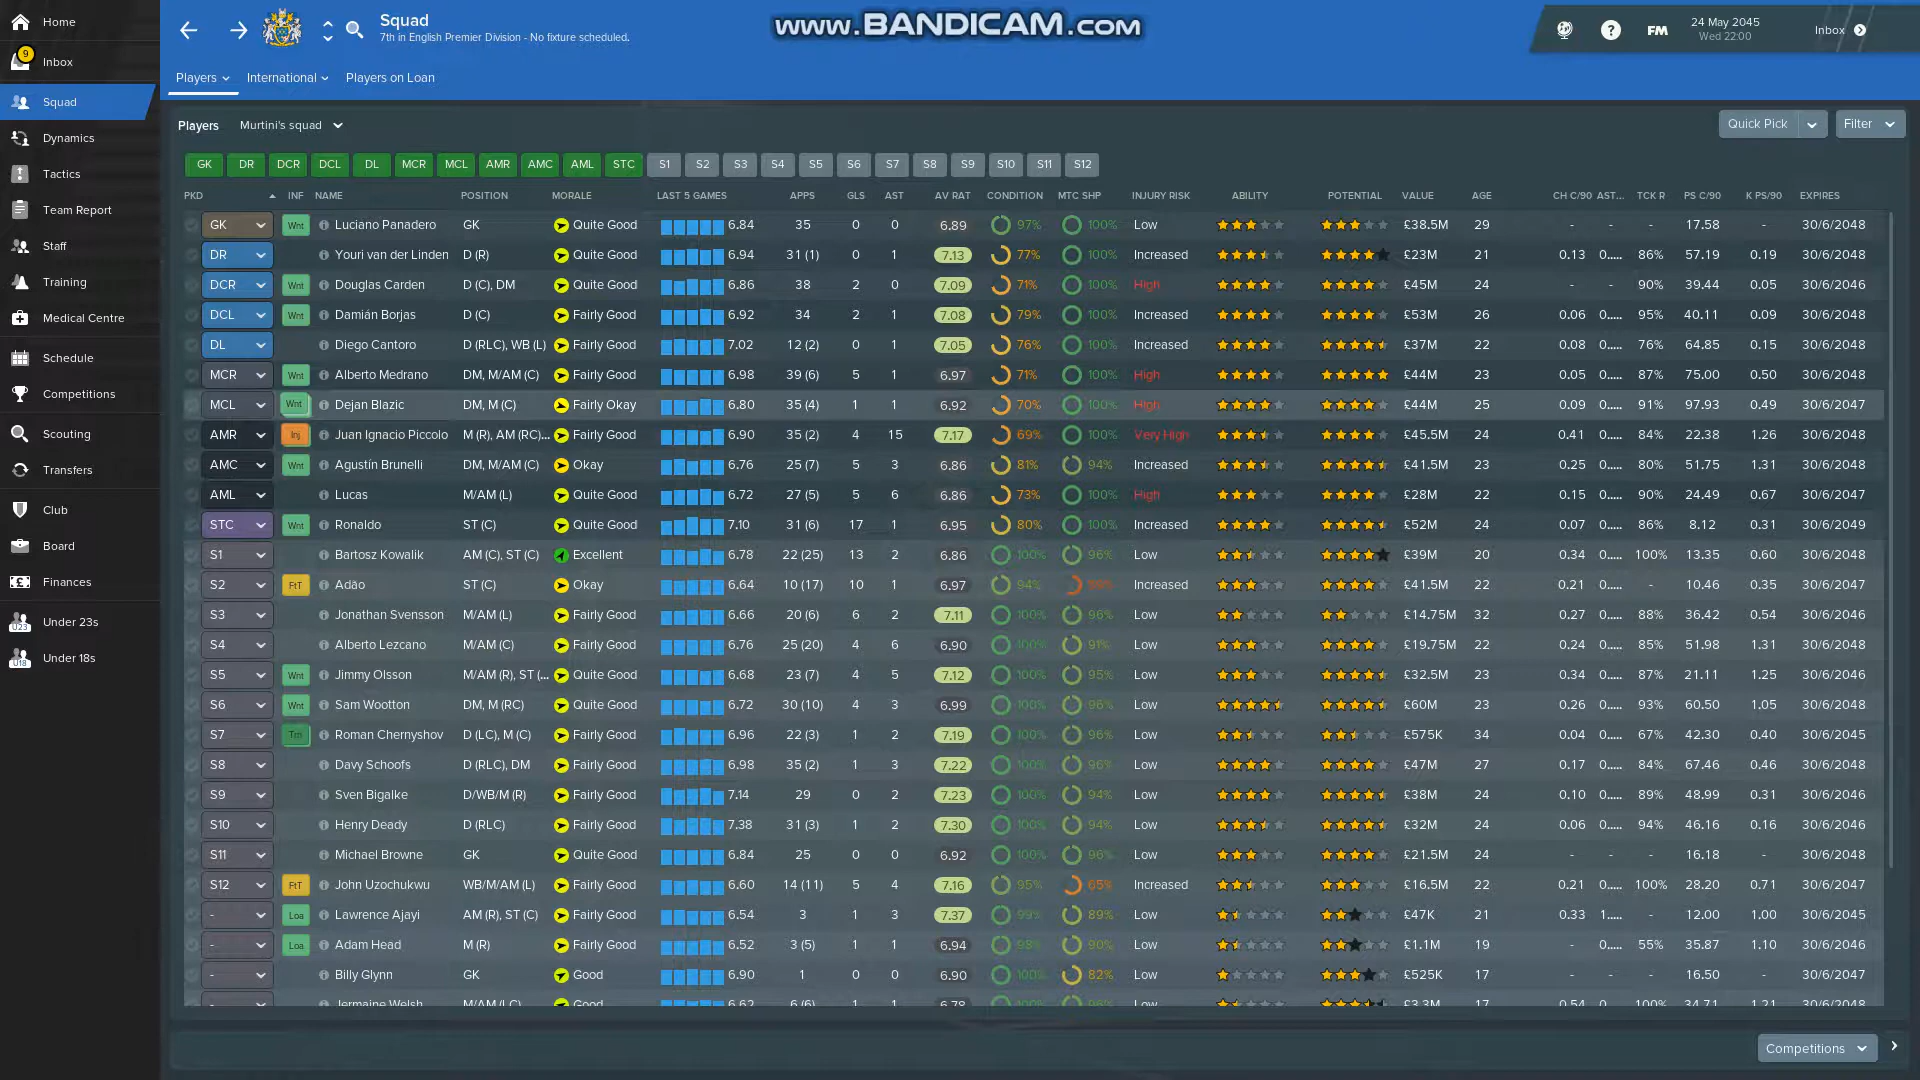 Home
Inbox
9
Squad
Dynamics
Tactics
Team Report
Staff
Training
Medical Centre
Schedule
Competitions
Scouting
Transfers
Club
Board
Finances
Under 23s
U23
Under 18s
U18
Squad
7th in English Premier Division - No fixture scheduled.
www.BANDICAM.com
FM
24 May 2045
Wed 22:00
Inbox
Players International Players on Loan
Players Murtini's squad Quick Pick Filter
GK DR DCR DCL DL MCR MCL AMR AMC AML STC S1 S2 S3 S4 S5 S6 S7 S8 S9 S10 S11 S12
PKD INF NAME POSITION MORALE LAST 5 GAMES APPS GLS AST AV RAT CONDITION MTC SHP INJURY RISK ABILITY POTENTIAL VALUE AGE CH C/90 AST... TCK R PS C/90 K PS/90 EXPIRES
GK Wnt Luciano Panadero GK Quite Good 6.84 35 0 0 6.89 97% 100% Low £38.5M 29 - - - 17.58 - 30/6/2048
DR Youri van der Linden D (R) Quite Good 6.94 31 (1) 0 1 7.13 77% 100% Increased £23M 21 0.13 0.... 86% 57.19 0.19 30/6/2048
DCR Wnt Douglas Carden D (C), DM Quite Good 6.86 38 2 0 7.09 71% 100% High £45M 24 - - 90% 39.44 0.05 30/6/2046
DCL Wnt Damián Borjas D (C) Fairly Good 6.92 34 2 1 7.08 79% 100% Increased £53M 26 0.06 0.... 95% 40.11 0.09 30/6/2048
DL Diego Cantoro D (RLC), WB (L) Fairly Good 7.02 12 (2) 0 1 7.05 76% 100% Increased £37M 22 0.08 0.... 76% 64.85 0.15 30/6/2048
MCR Wnt Alberto Medrano DM, M/AM (C) Fairly Good 6.98 39 (6) 5 1 6.97 71% 100% High £44M 23 0.05 0.... 87% 75.00 0.50 30/6/2048
MCL Wnt Dejan Blazic DM, M (C) Fairly Okay 6.80 35 (4) 1 1 6.92 70% 100% High £44M 25 0.09 0.... 91% 97.93 0.49 30/6/2047
AMR Inj Juan Ignacio Piccolo M (R), AM (RC)... Fairly Good 6.90 35 (2) 4 15 7.17 69% 100% Very High £45.5M 24 0.41 0.... 84% 22.38 1.26 30/6/2048
AMC Wnt Agustín Brunelli DM, M/AM (C) Okay 6.76 25 (7) 5 3 6.86 81% 94% Increased £41.5M 23 0.25 0.... 80% 51.75 1.31 30/6/2048
AML Lucas M/AM (L) Quite Good 6.72 27 (5) 5 6 6.86 73% 100% High £28M 22 0.15 0.... 90% 24.49 0.67 30/6/2047
STC Wnt Ronaldo ST (C) Quite Good 7.10 31 (6) 17 1 6.95 80% 100% Increased £52M 24 0.07 0.... 86% 8.12 0.31 30/6/2049
S1 Bartosz Kowalik AM (C), ST (C) Excellent 6.78 22 (25) 13 2 6.86 100% 96% Low £39M 20 0.34 0.... 100% 13.35 0.60 30/6/2048
S2 FtT Adão ST (C) Okay 6.64 10 (17) 10 1 6.97 94% Increased £41.5M 22 0.21 0.... - 10.46 0.35 30/6/2047
S3 Jonathan Svensson M/AM (L) Fairly Good 6.66 20 (6) 6 2 7.11 100% 96% Low £14.75M 32 0.27 0.... 88% 36.42 0.54 30/6/2046
S4 Alberto Lezcano M/AM (C) Fairly Good 6.76 25 (20) 4 6 6.90 100% 91% Low £19.75M 22 0.24 0.... 85% 51.98 1.31 30/6/2048
S5 Wnt Jimmy Olsson M/AM (R), ST (... Quite Good 6.68 23 (7) 4 5 7.12 100% 95% Low £32.5M 23 0.34 0.... 87% 21.11 1.25 30/6/2046
S6 Wnt Sam Wootton DM, M (RC) Quite Good 6.72 30 (10) 4 3 6.99 100% 96% Low £60M 23 0.26 0.... 93% 60.50 1.05 30/6/2048
S7 Trn Roman Chernyshov D (LC), M (C) Fairly Good 6.96 22 (3) 1 2 7.19 100% 96% Low £575K 34 0.04 0.... 67% 42.30 0.40 30/6/2045
S8 Davy Schoofs D (RLC), DM Fairly Good 6.98 35 (2) 1 3 7.22 100% 96% Low £47M 27 0.17 0.... 84% 67.46 0.46 30/6/2048
S9 Sven Bigalke D/WB/M (R) Fairly Good 7.14 29 0 2 7.23 100% 94% Low £38M 24 0.10 0.... 89% 48.99 0.31 30/6/2046
S10 Henry Deady D (RLC) Fairly Good 7.38 31 (3) 1 2 7.30 100% 94% Low £32M 24 0.06 0.... 94% 46.16 0.16 30/6/2046
S11 Michael Browne GK Quite Good 6.84 25 0 0 6.92 100% 96% Low £21.5M 24 - - - 16.18 - 30/6/2048
S12 FtT John Uzochukwu WB/M/AM (L) Fairly Good 6.60 14 (11) 5 4 7.16 95% 65% Increased £16.5M 22 0.21 0.... 100% 28.20 0.71 30/6/2047
- Loa Lawrence Ajayi AM (R), ST (C) Fairly Good 6.54 3 1 3 7.37 99% 89% Low £47K 21 0.33 1.... - 12.00 1.00 30/6/2045
- Loa Adam Head M (R) Fairly Good 6.52 3 (5) 1 1 6.94 98% 90% Low £1.1M 19 - 0.... 55% 35.87 1.10 30/6/2046
- Billy Glynn GK Good 6.90 1 0 0 6.90 100% 82% Low £525K 17 - - - 16.50 - 30/6/2047
- Jermaine Welsh M/AM (LC) Good 6.62 6 (6) 1 1 6.78 100% 96% Low £3.3M 17 0.54 0 100% 34.71 1.21 30/6/2048
Competitions